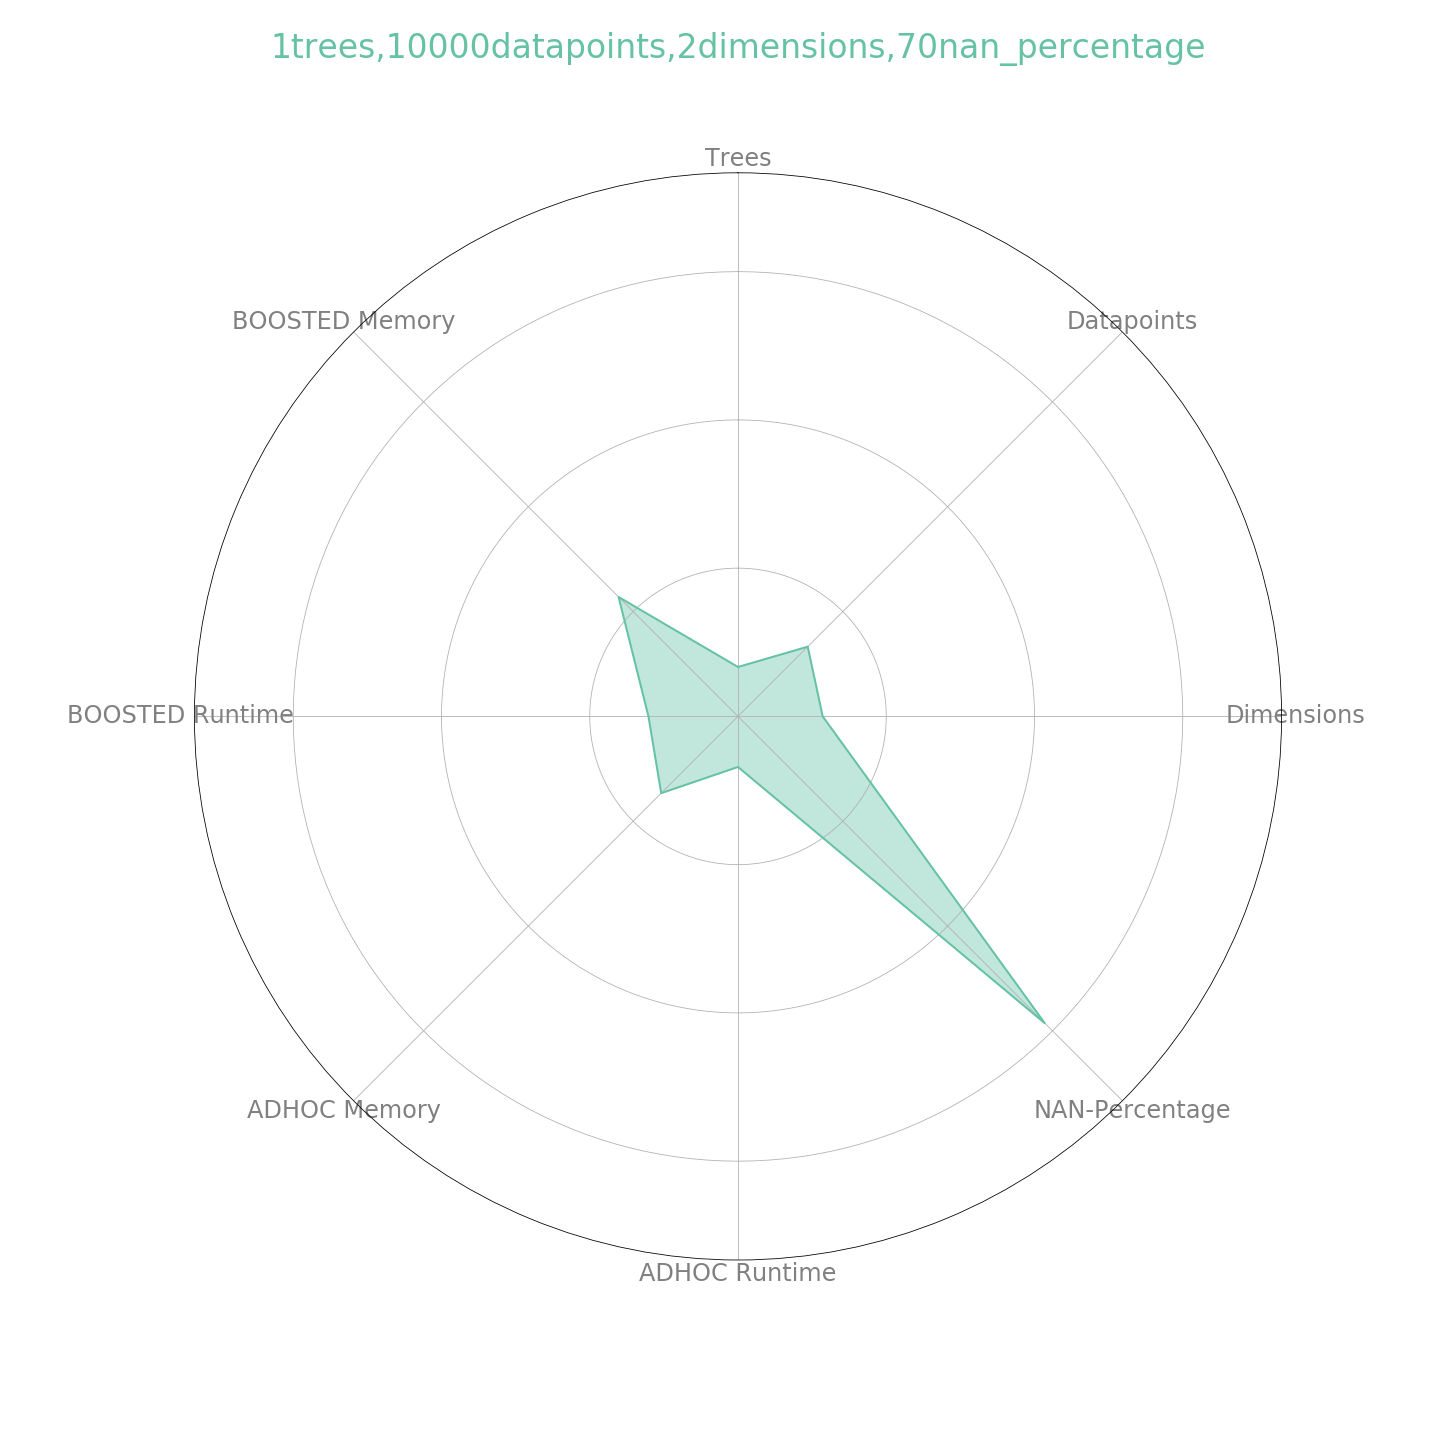 1trees,10000datapoints,2dimensions,70nan_percentage
Trees
BOOSTED Memory
Datapoints
BOOSTED Runtime
Dimensions
ADHOC Memory
NAN-Percentage
ADHOC Runtime